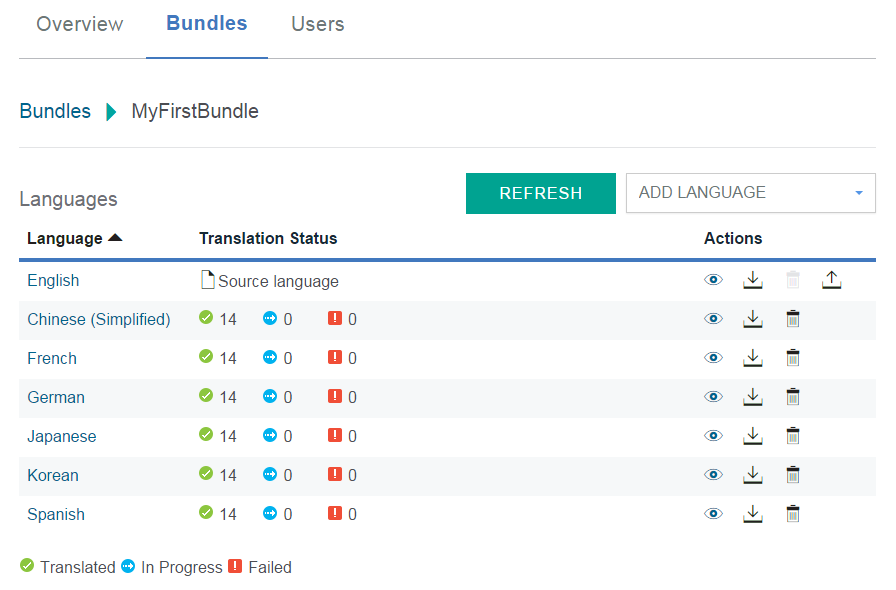 Overview Bundles Users
Bundles MyFirstBundle
Languages REFRESH ADD LANGUAGE
Language Translation Status Actions
English Source language
Chinese (Simplified) 14 0 0
French 14 0 0
German 14 0 0
Japanese 14 0 0
Korean 14 0 0
Spanish 14 0 0
Translated In Progress Failed